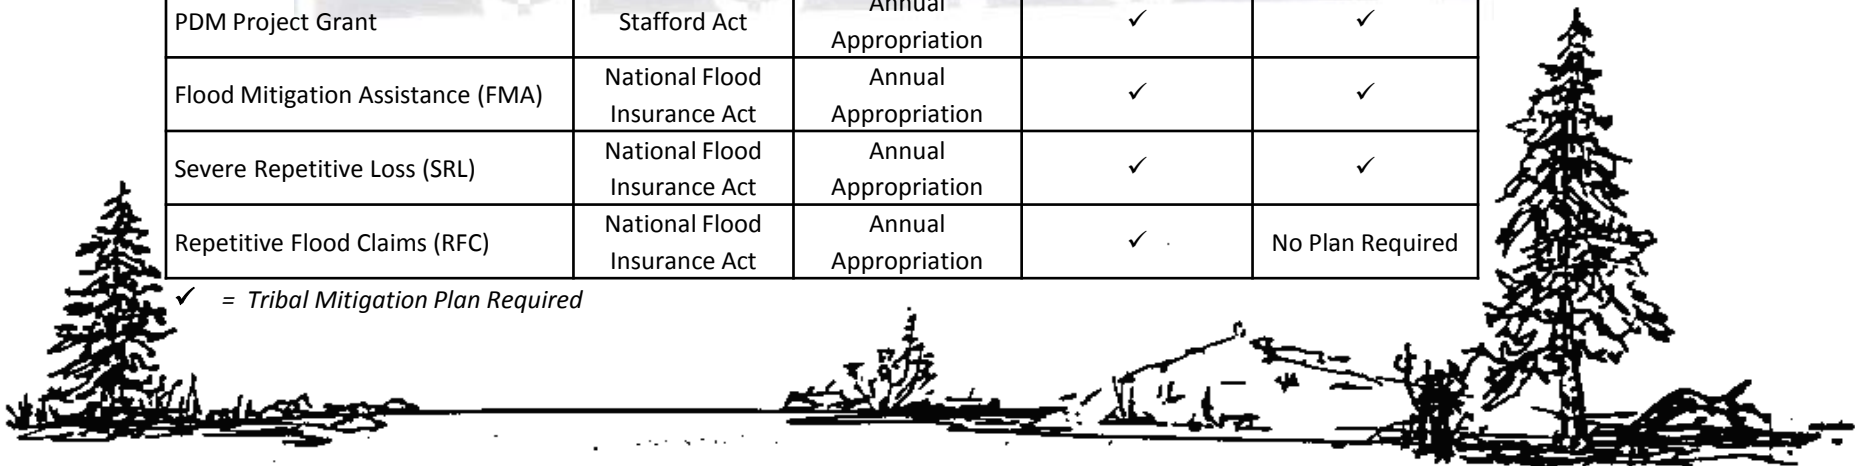 Annual
PDM Project Grant Stafford Act Appropriation ✓ ✓
National Flood Annual
Flood Mitigation Assistance (FMA) ✓ ✓
Insurance Act Appropriation
National Flood Annual
Severe Repetitive Loss (SRL) ✓ ✓
Insurance Act Appropriation
National Flood Annual
Repetitive Flood Claims (RFC) ✓ No Plan Required
Insurance Act Appropriation
✓ = Tribal Mitigation Plan Required